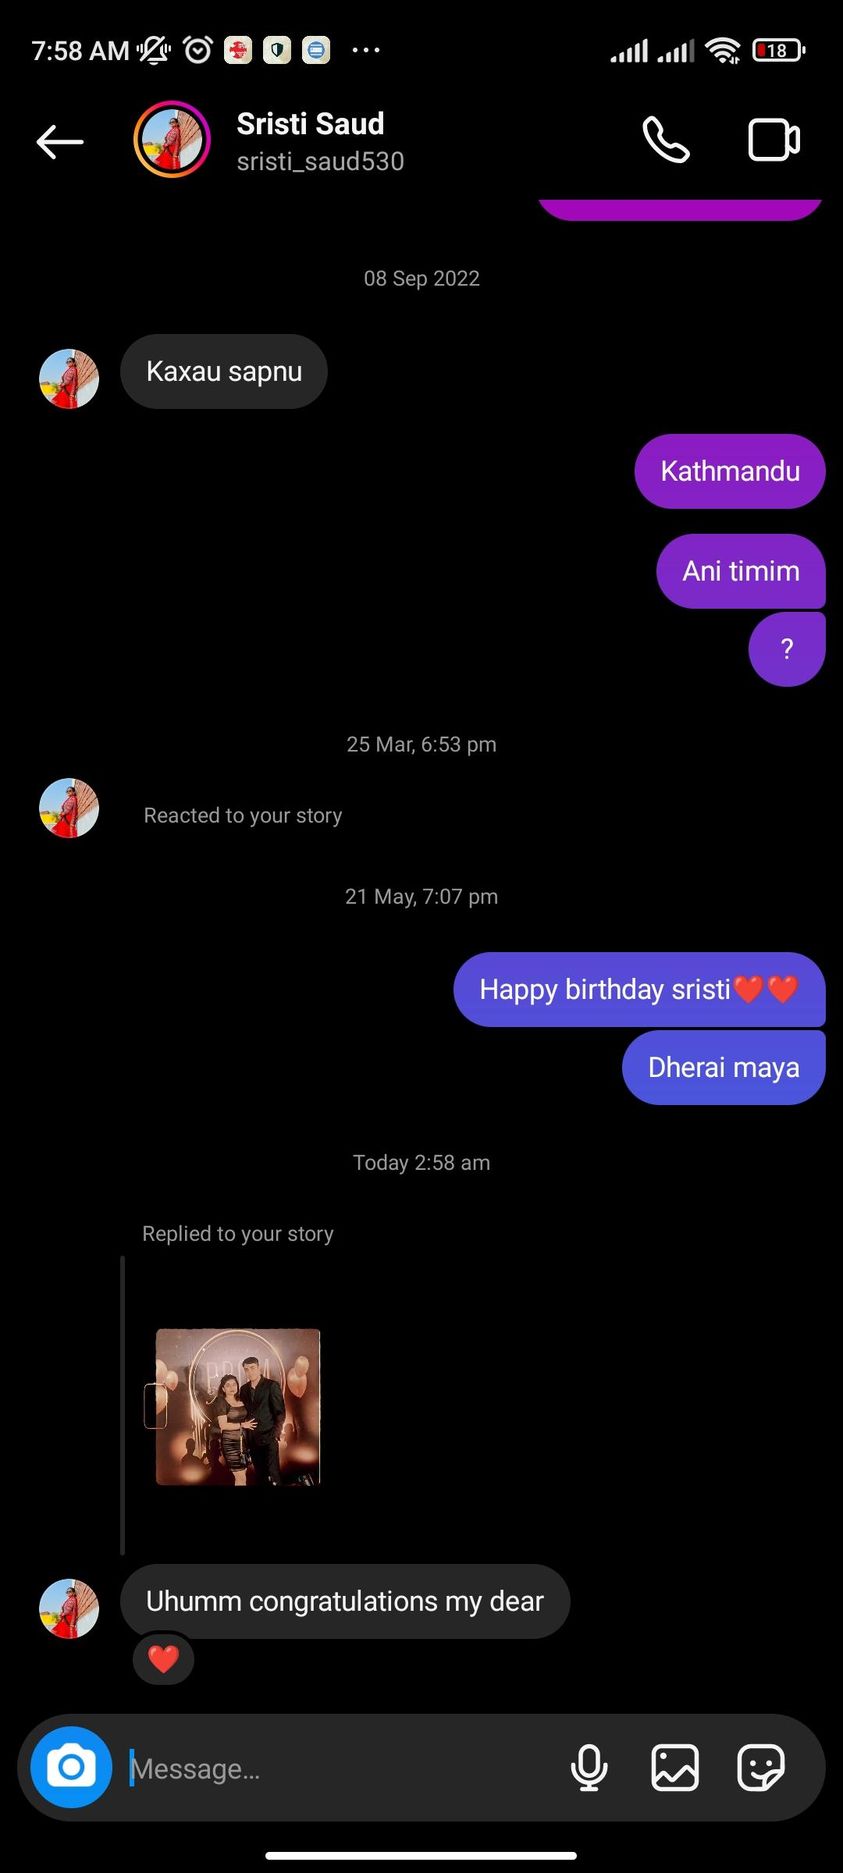 7:58 AM
18
Sristi Saud
sristi_saud530
08 Sep 2022
Kaxau sapnu
Kathmandu
Ani timim
?
25 Mar, 6:53 pm
Reacted to your story
21 May, 7:07 pm
Happy birthday sristi❤️❤️
Dherai maya
Today 2:58 am
Replied to your story
PROM
Uhumm congratulations my dear
❤️
Message...